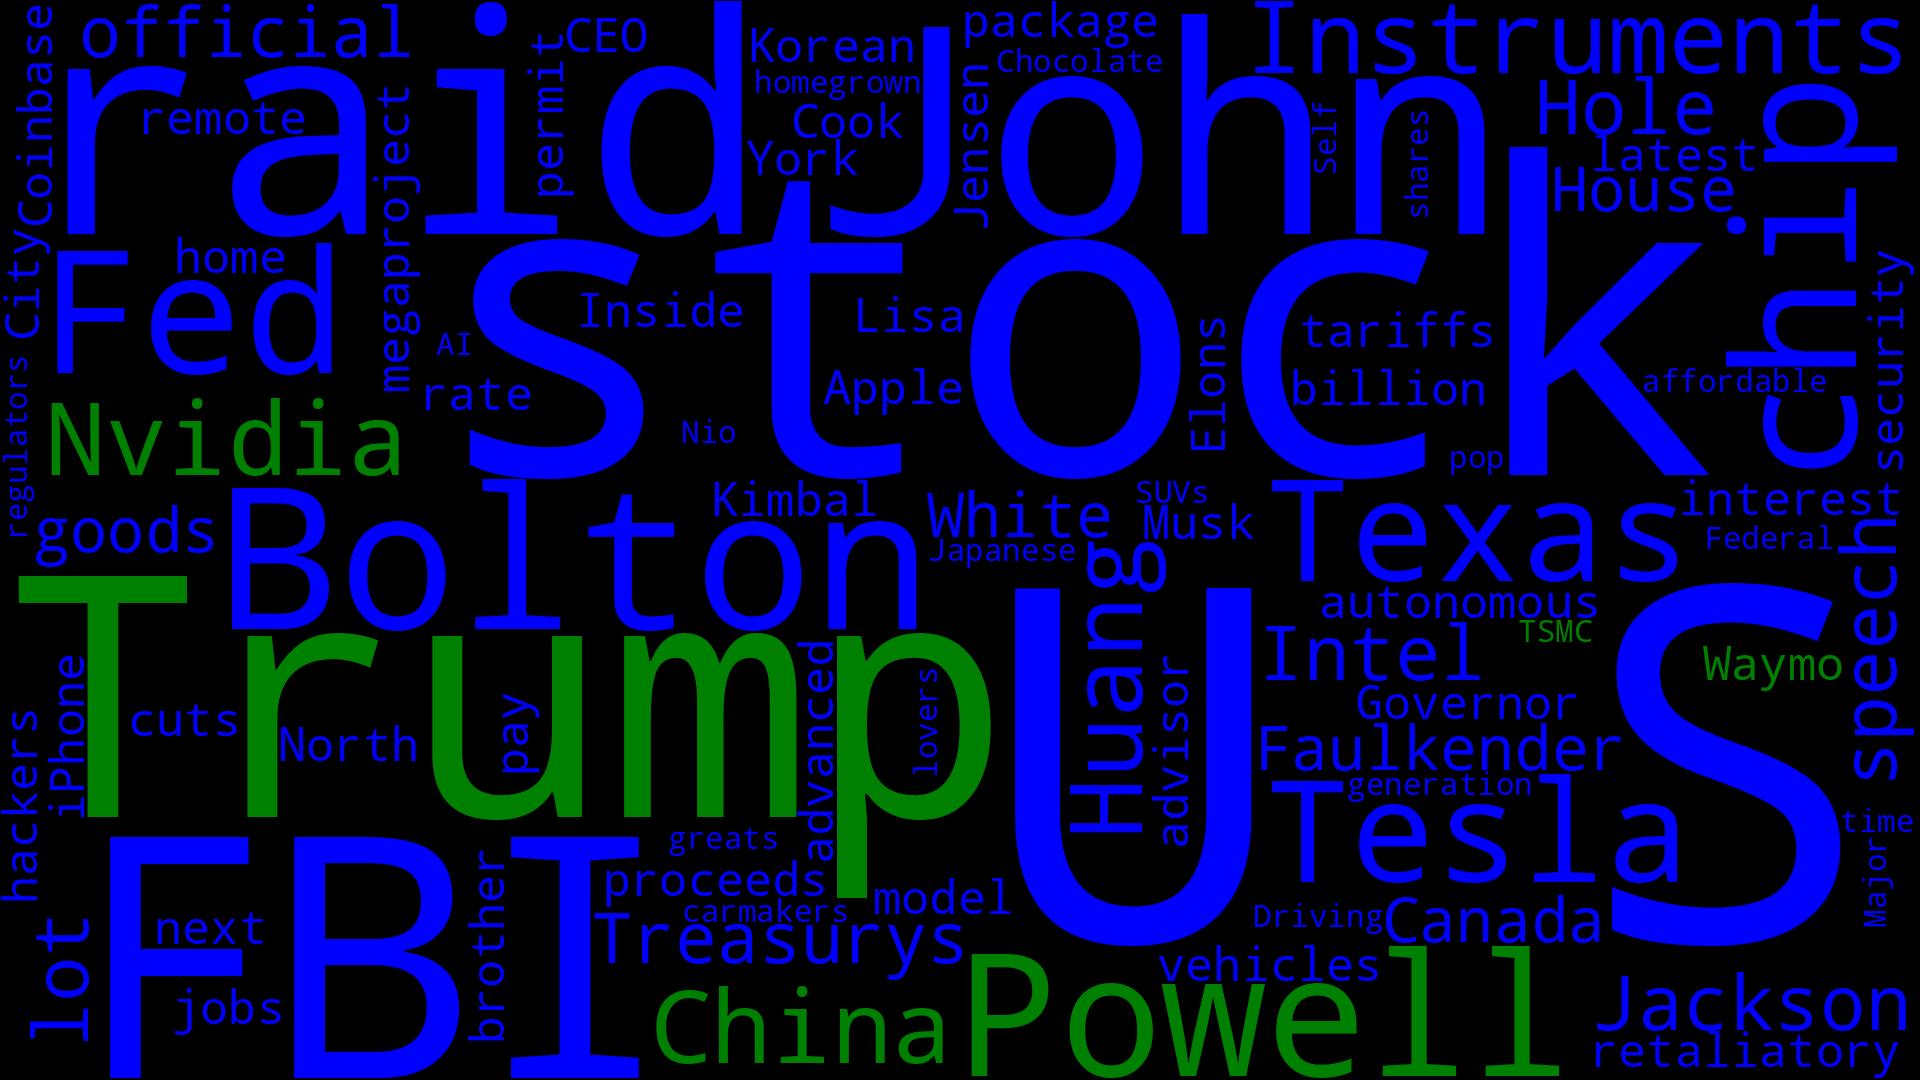 official
CEO
Korean
package
Instruments
raid
John
homegrown
Chocolate
Coinbase
remote
permit
Cook
York
Jensen
Self
shares
Hole
latest
House
chip
megaproject
stock
City
Fed
home
Inside
Lisa
tariffs
AI
rate
Apple
Elons
billion
affordable
security
Nvidia
Nio
pop
regulators
goods
Bolton
Kimbal
White
SUVs
Musk
Japanese
Texas
interest
Federal
speech
Trump
US
Huang
autonomous
TSMC
Intel
Waymo
Governor
advisor
Faulkender
generation
Tesla
iPhone
hackers
cuts
North
pay
advanced
lovers
time
Major
FBI
greats
proceeds
carmakers
model
Treasurys
brother
Driving
Canada
lot
next
jobs
China
Powell
vehicles
Jackson
retaliatory